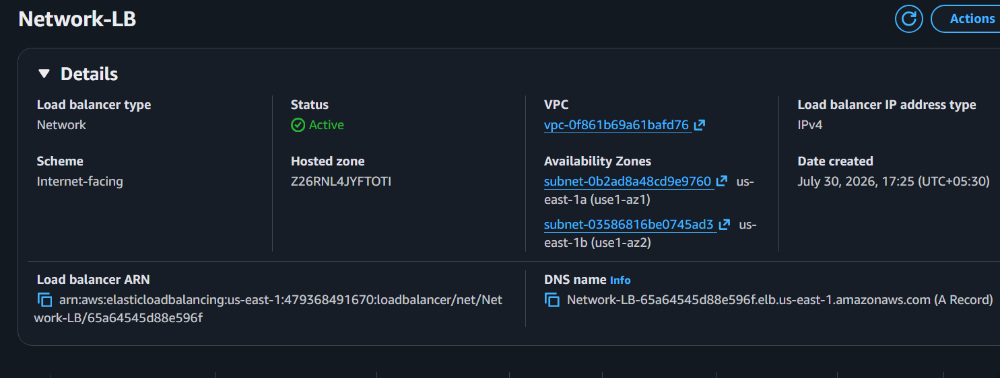 Network-LB
Actions
Details
Load balancer type
Network
Status
Active
VPC
vpc-0f861b69a61bafd76
Load balancer IP address type
IPv4
Scheme
Internet-facing
Hosted zone
Z26RNL4JYFTOTI
Availability Zones
subnet-0b2ad8a48cd9e9760 us-
east-1a (use1-az1)
subnet-03586816be0745ad3 us-
east-1b (use1-az2)
Date created
July 30, 2026, 17:25 (UTC+05:30)
Load balancer ARN
arn:aws:elasticloadbalancing:us-east-1:479368491670:loadbalancer/net/Net
work-LB/65a64545d88e596f
DNS name Info
Network-LB-65a64545d88e596f.elb.us-east-1.amazonaws.com (A Record)